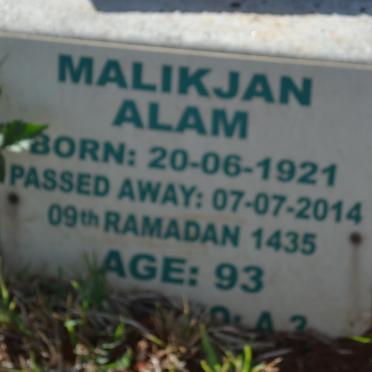 MALIKJAN
ALAM
BORN: 20-06-1921
PASSED AWAY: 07-07-2014
09th RAMADAN 1435
AGE: 93